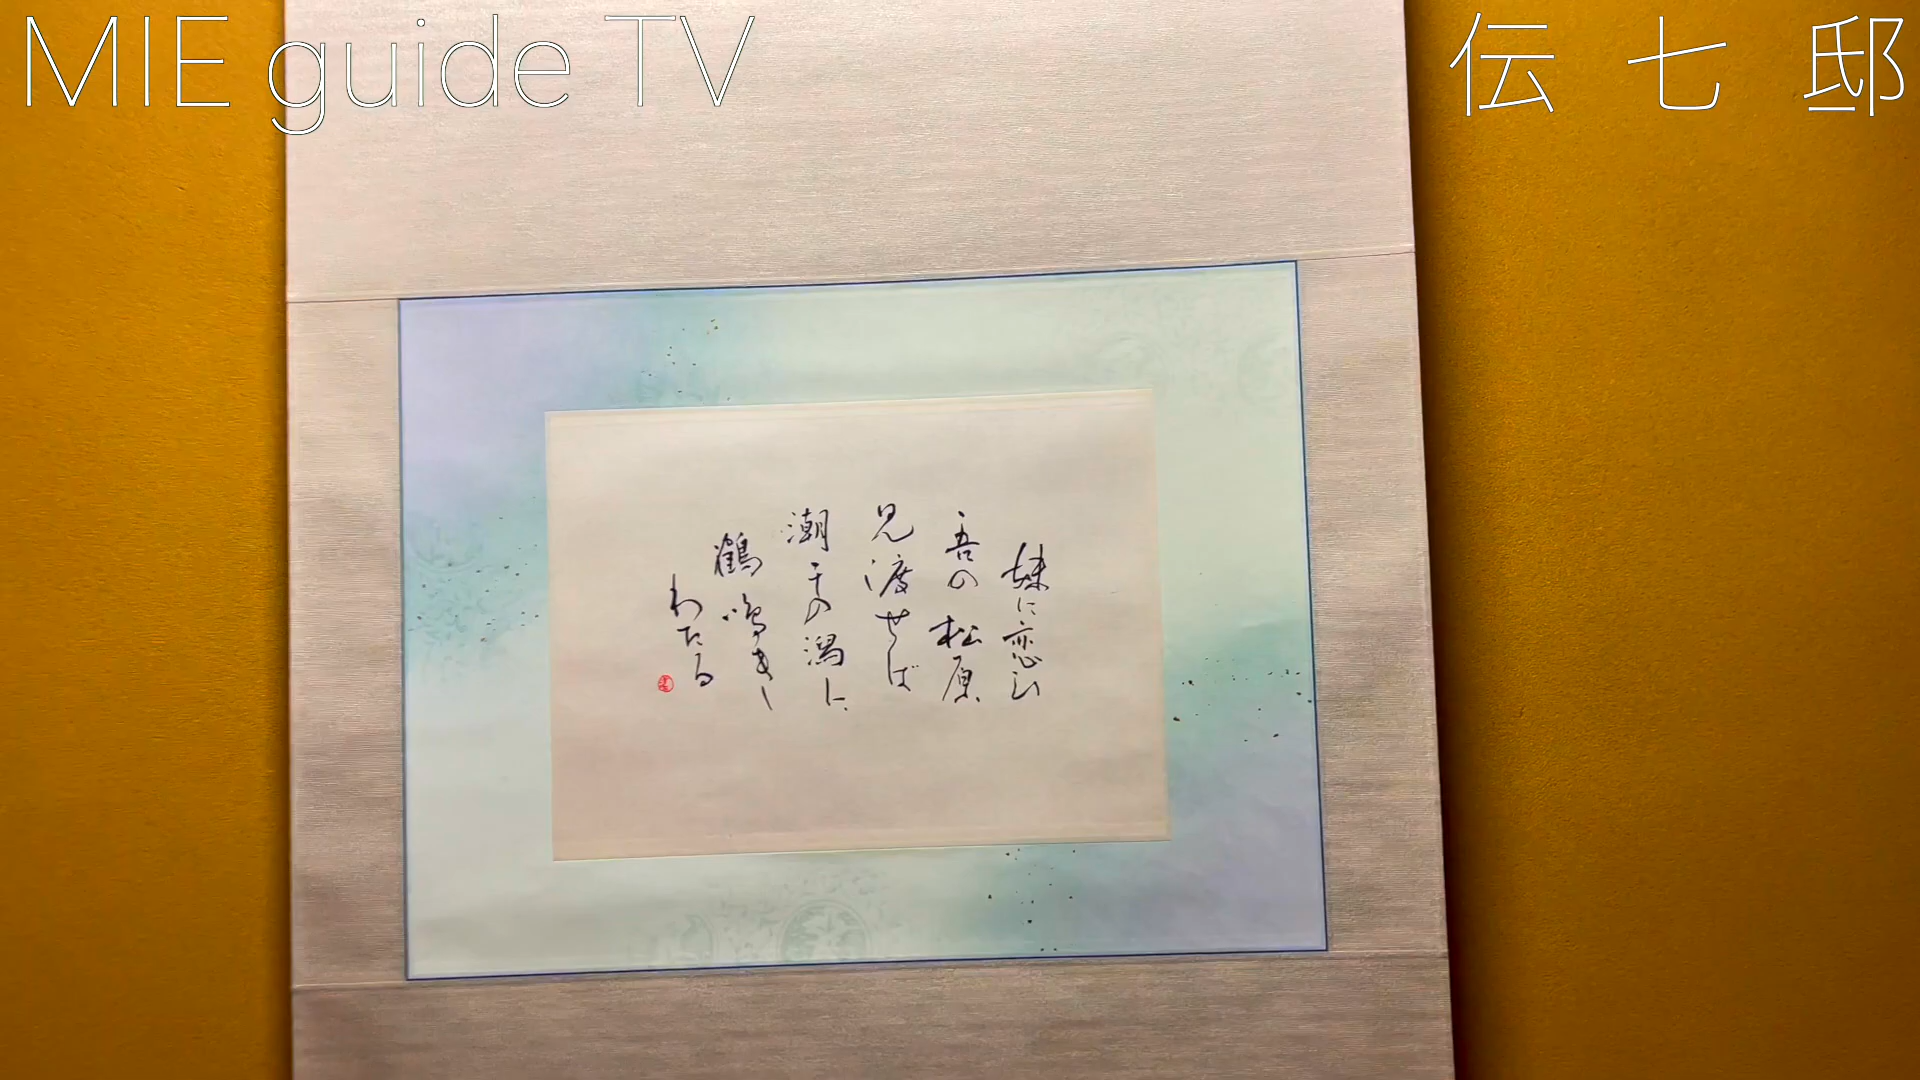 MIE guide TV
伝七邸
妹に恋ひ
吾の松原
見渡せば
潮干の潟に
鶴鳴き
わたる